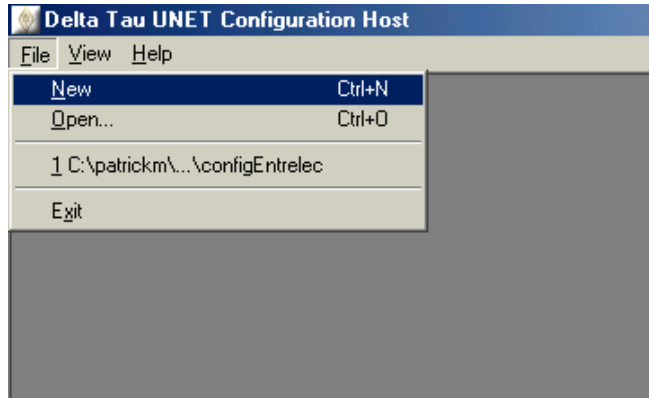 Delta Tau UNET Configuration Host
File View Help
New Ctrl+N
Open... Ctrl+O
1 C:\patrickm\...\configEntrelec
Exit